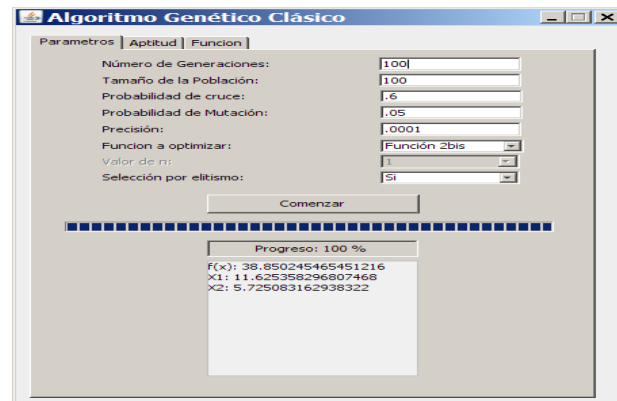 Algoritmo Genético Clásico
Parametros Aptitud Funcion
Número de Generaciones: 100
Tamaño de la Población: 100
Probabilidad de cruce: .6
Probabilidad de Mutación: .05
Precisión: .0001
Funcion a optimizar: Función 2bis
Valor de n: 1
Selección por elitismo: Si
Comenzar
Progreso: 100 %
f(x): 38.850245465451216
X1: 11.625358296807468
X2: 5.725083162938322